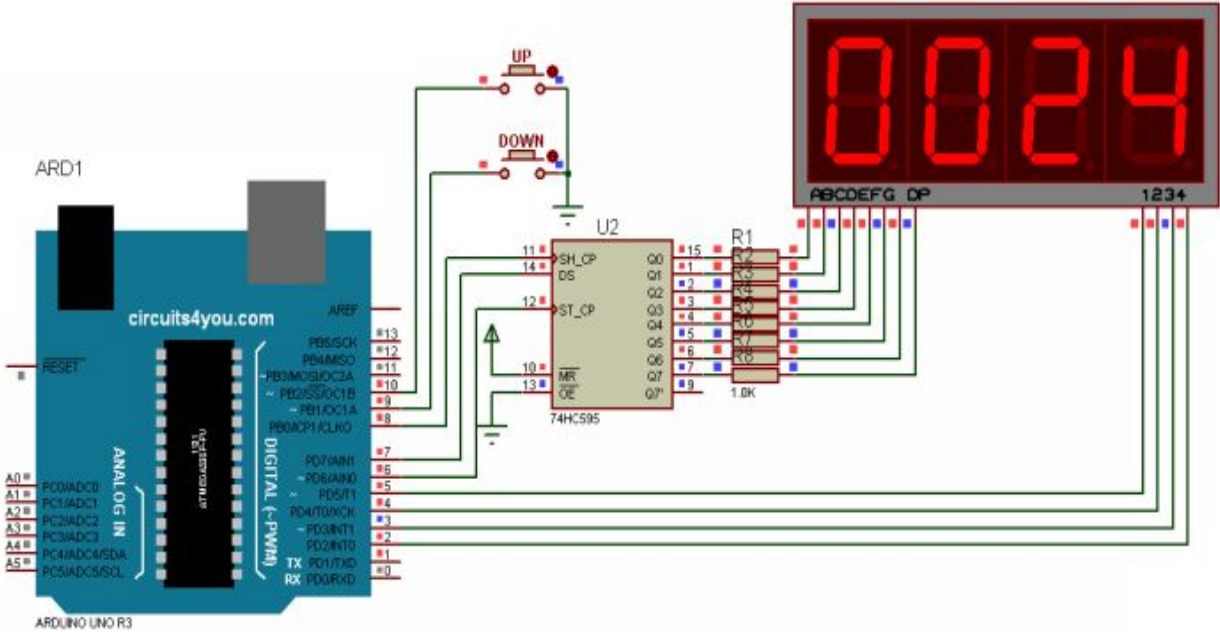 UP
DOWN
0024
ABCDEFG DP
1234
ARD1
circuits4you.com
RESET
AREF
PB5/SCK 13
PB4/MISO 12
~PB3/MOSI/OC2A 11
~ PB2/SS/OC1B 10
~ PB1/OC1A 9
PB0/ICP1/CLKO 8
PD7/AIN1 7
~PD6/AIN0 6
~ PD5/T1 5
PD4/T0/XCK 4
~PD3/INT1 3
PD2/INT0 2
TX PD1/TXD 1
RX PD0/RXD 0
DIGITAL (~PWM)
ANALOG IN
A0 PC0/ADC0
A1 PC1/ADC1
A2 PC2/ADC2
A3 PC3/ADC3
A4 PC4/ADC4/SDA
A5 PC5/ADC5/SCL
ARDUINO UNO R3
U2
11 SH_CP
14 DS
12 ST_CP
10 MR
13 OE
Q0 15
Q1 1
Q2 2
Q3 3
Q4 4
Q5 5
Q6 6
Q7 7
Q7' 9
74HC595
R1
R2
R3
R4
R5
R6
R7
R8
1.0K